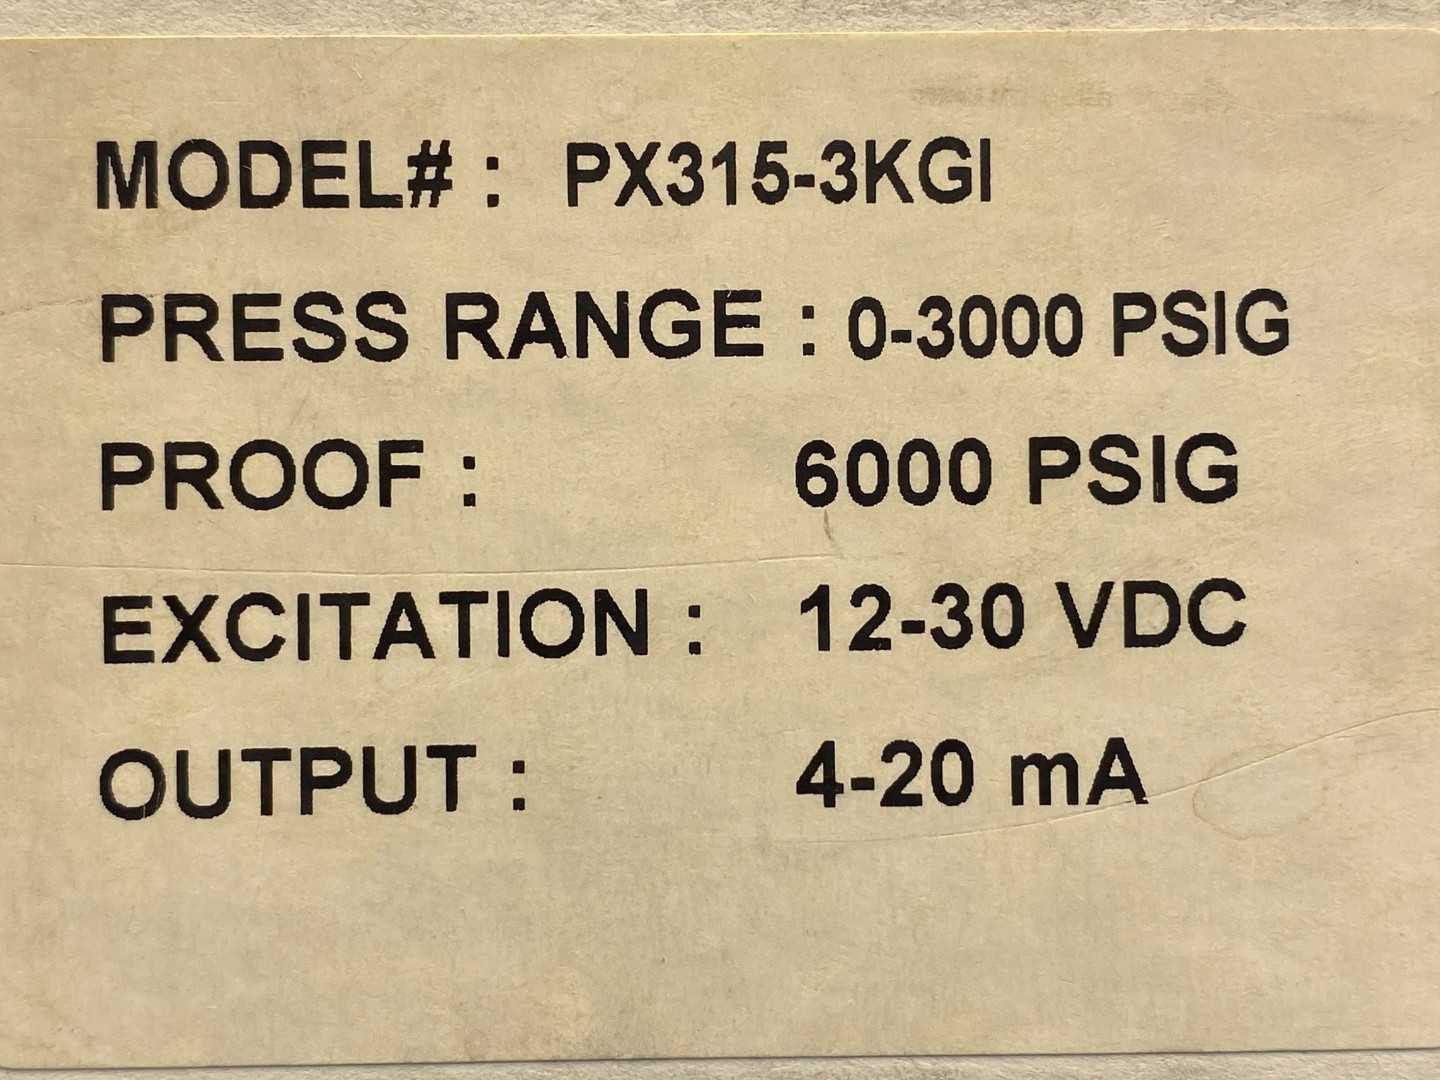 MODEL# : PX315-3KGI
PRESS RANGE : 0-3000 PSIG
PROOF : 6000 PSIG
EXCITATION : 12-30 VDC
OUTPUT : 4-20 mA